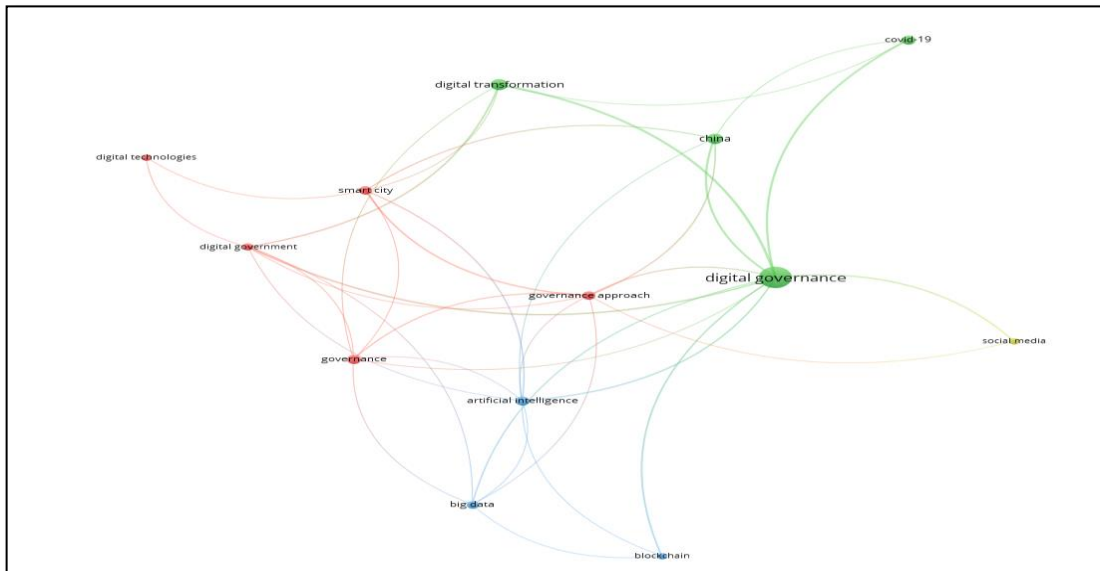 covid-19
digital transformation
china
digital technologies
smart city
digital government
digital governance
governance approach
social media
governance
artificial intelligence
big data
blockchain